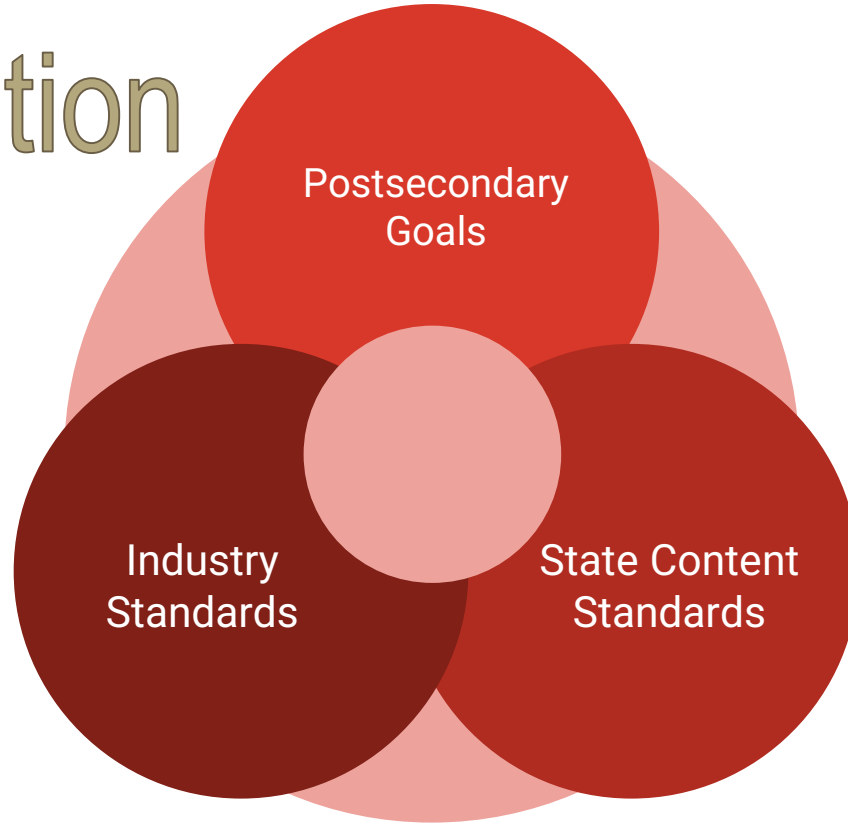 tion
Postsecondary
Goals
Industry
Standards
State Content
Standards